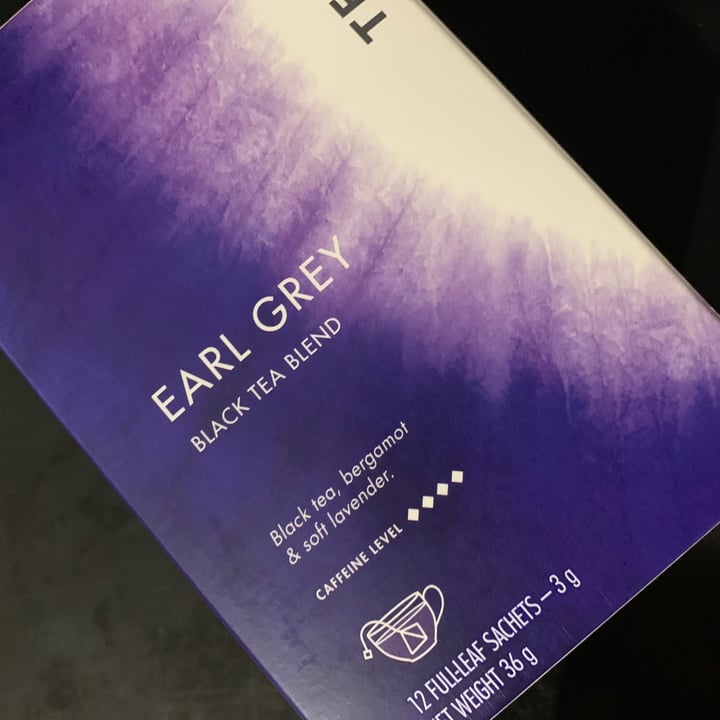 EARL GREY
BLACK TEA BLEND
Black tea, bergamot
& soft lavender.
CAFFEINE LEVEL
12 FULL-LEAF SACHETS – 3 g
WEIGHT 36 g